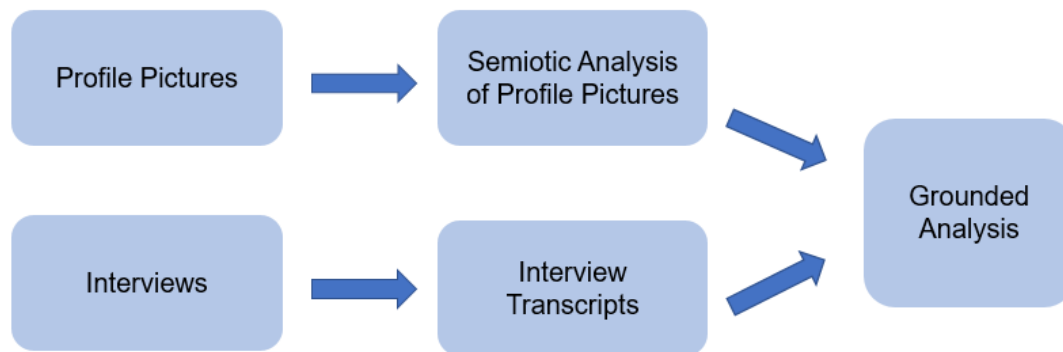 Profile Pictures
Semiotic Analysis
of Profile Pictures
Grounded
Analysis
Interviews
Interview
Transcripts